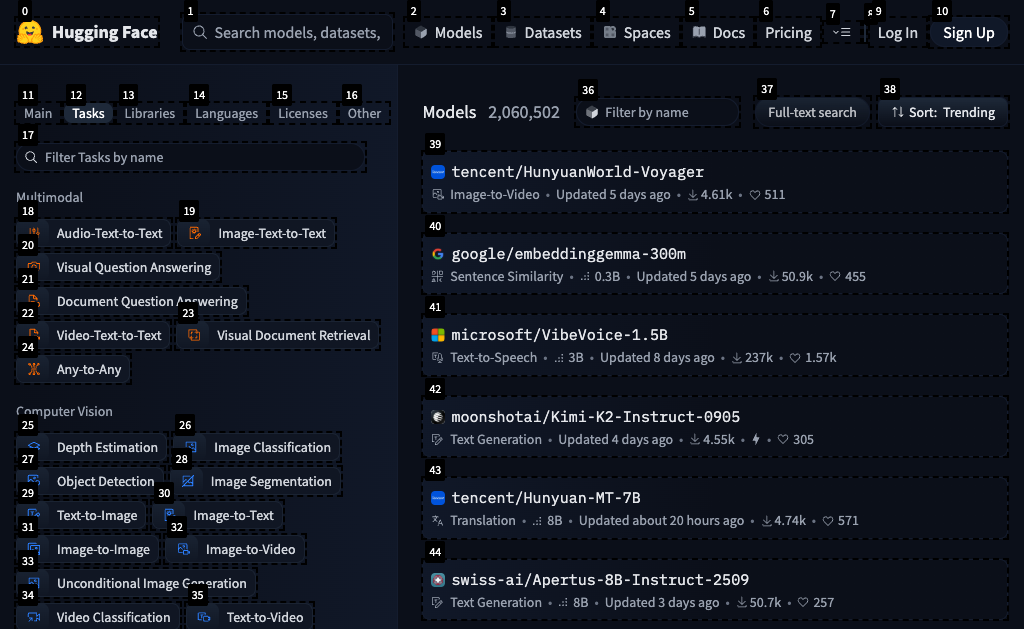 0 1 2 3 4 5 6 7 8 9 10
Hugging Face Search models, datasets, Models Datasets Spaces Docs Pricing Log In Sign Up
11 12 13 14 15 16
Main Tasks Libraries Languages Licenses Other
17
Filter Tasks by name
Multimodal
18 19
Audio-Text-to-Text Image-Text-to-Text
20
Visual Question Answering
21
Document Question Answering
22 23
Video-Text-to-Text Visual Document Retrieval
24
Any-to-Any
Computer Vision
25 26
Depth Estimation Image Classification
27 28
Object Detection Image Segmentation
29 30
Text-to-Image Image-to-Text
31 32
Image-to-Image Image-to-Video
33
Unconditional Image Generation
34 35
Video Classification Text-to-Video
36 37 38
Models 2,060,502 Filter by name Full-text search Sort: Trending
39
tencent/HunyuanWorld-Voyager
Image-to-Video • Updated 5 days ago • 4.61k • 511
40
google/embeddinggemma-300m
Sentence Similarity • 0.3B • Updated 5 days ago • 50.9k • 455
41
microsoft/VibeVoice-1.5B
Text-to-Speech • 3B • Updated 8 days ago • 237k • 1.57k
42
moonshotai/Kimi-K2-Instruct-0905
Text Generation • Updated 4 days ago • 4.55k • 305
43
tencent/Hunyuan-MT-7B
Translation • 8B • Updated about 20 hours ago • 4.74k • 571
44
swiss-ai/Apertus-8B-Instruct-2509
Text Generation • 8B • Updated 3 days ago • 50.7k • 257